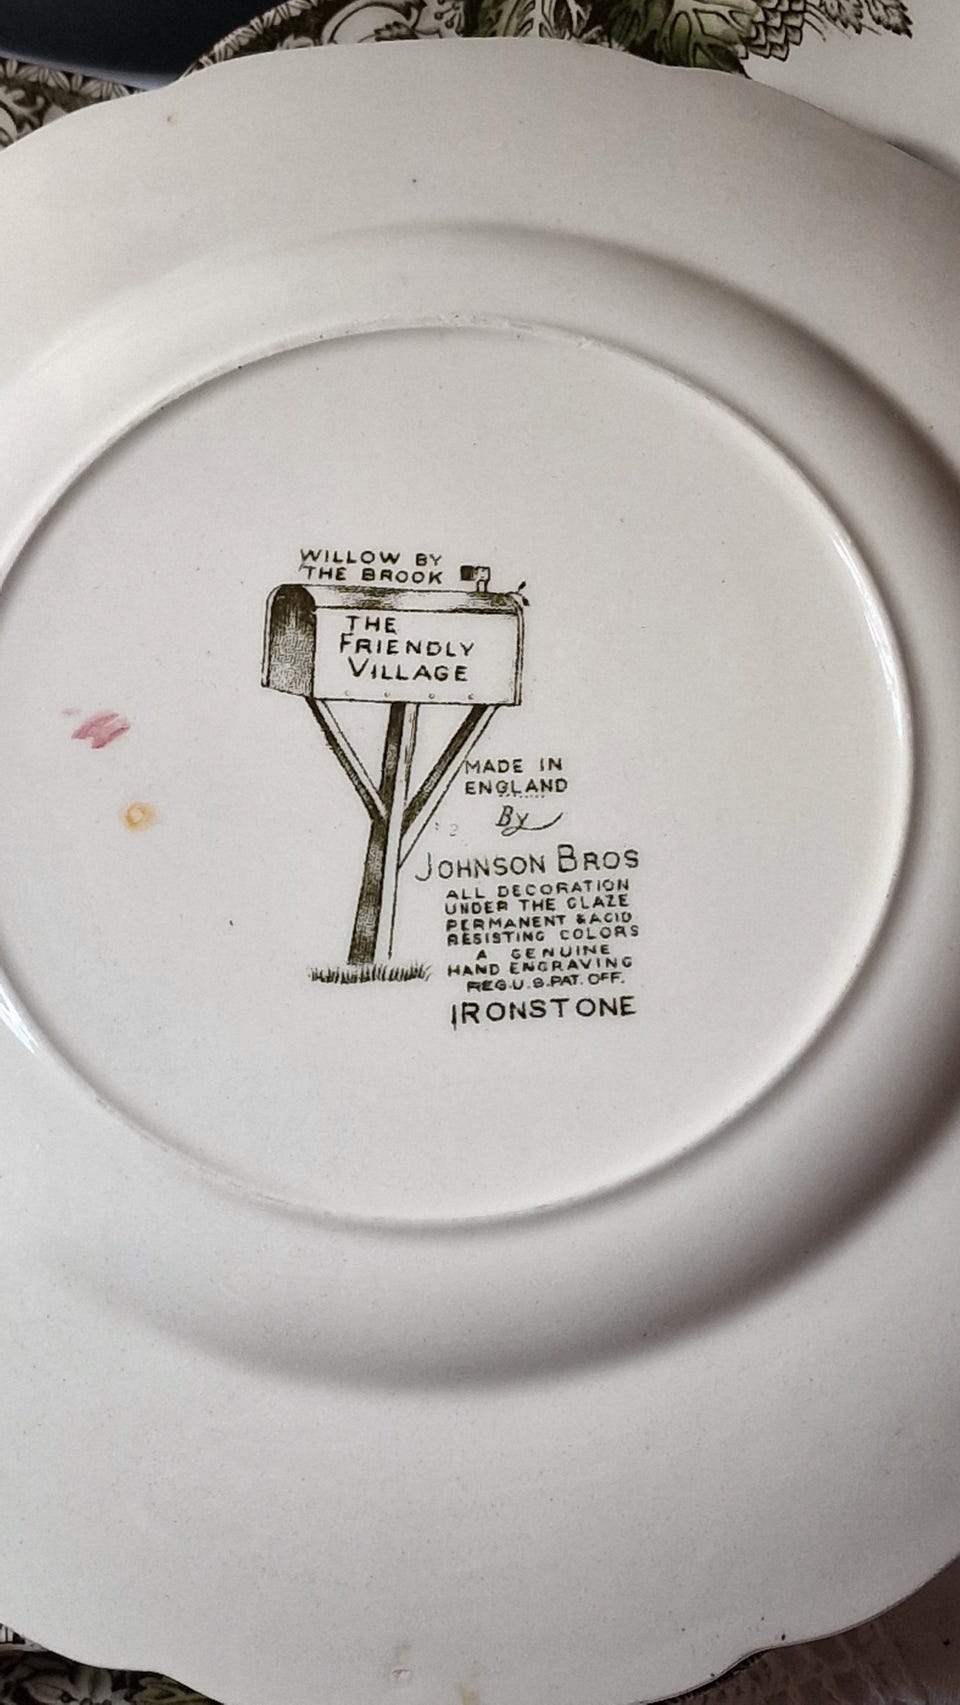 WILLOW BY
THE BROOK
THE
FRIENDLY
VILLAGE
MADE IN
ENGLAND
By
JOHNSON BROS
ALL DECORATION
UNDER THE GLAZE
PERMANENT & ACID
RESISTING COLORS
A GENUINE
HAND ENGRAVING
REG. U.S. PAT. OFF.
IRONSTONE